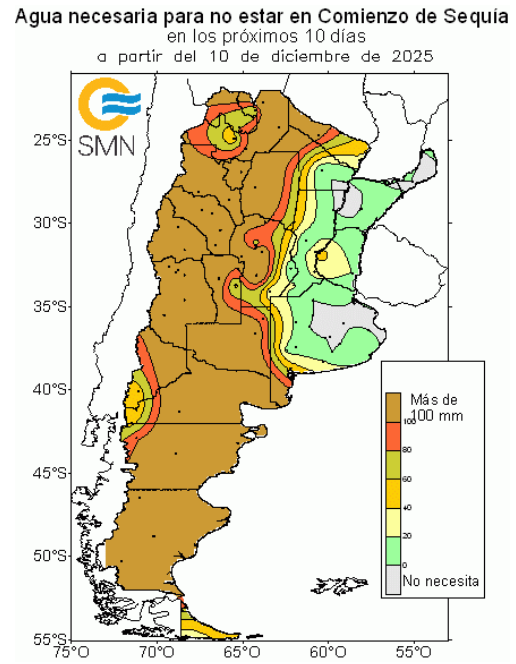 Agua necesaria para no estar en Comienzo de Sequía
en los próximos 10 días
a partir del 10 de diciembre de 2025
SMN
25°S
30°S
35°S
40°S
45°S
50°S
55°S
75°O
70°O
65°O
60°O
55°O
Más de
100 mm
100
80
60
40
20
0
No necesita